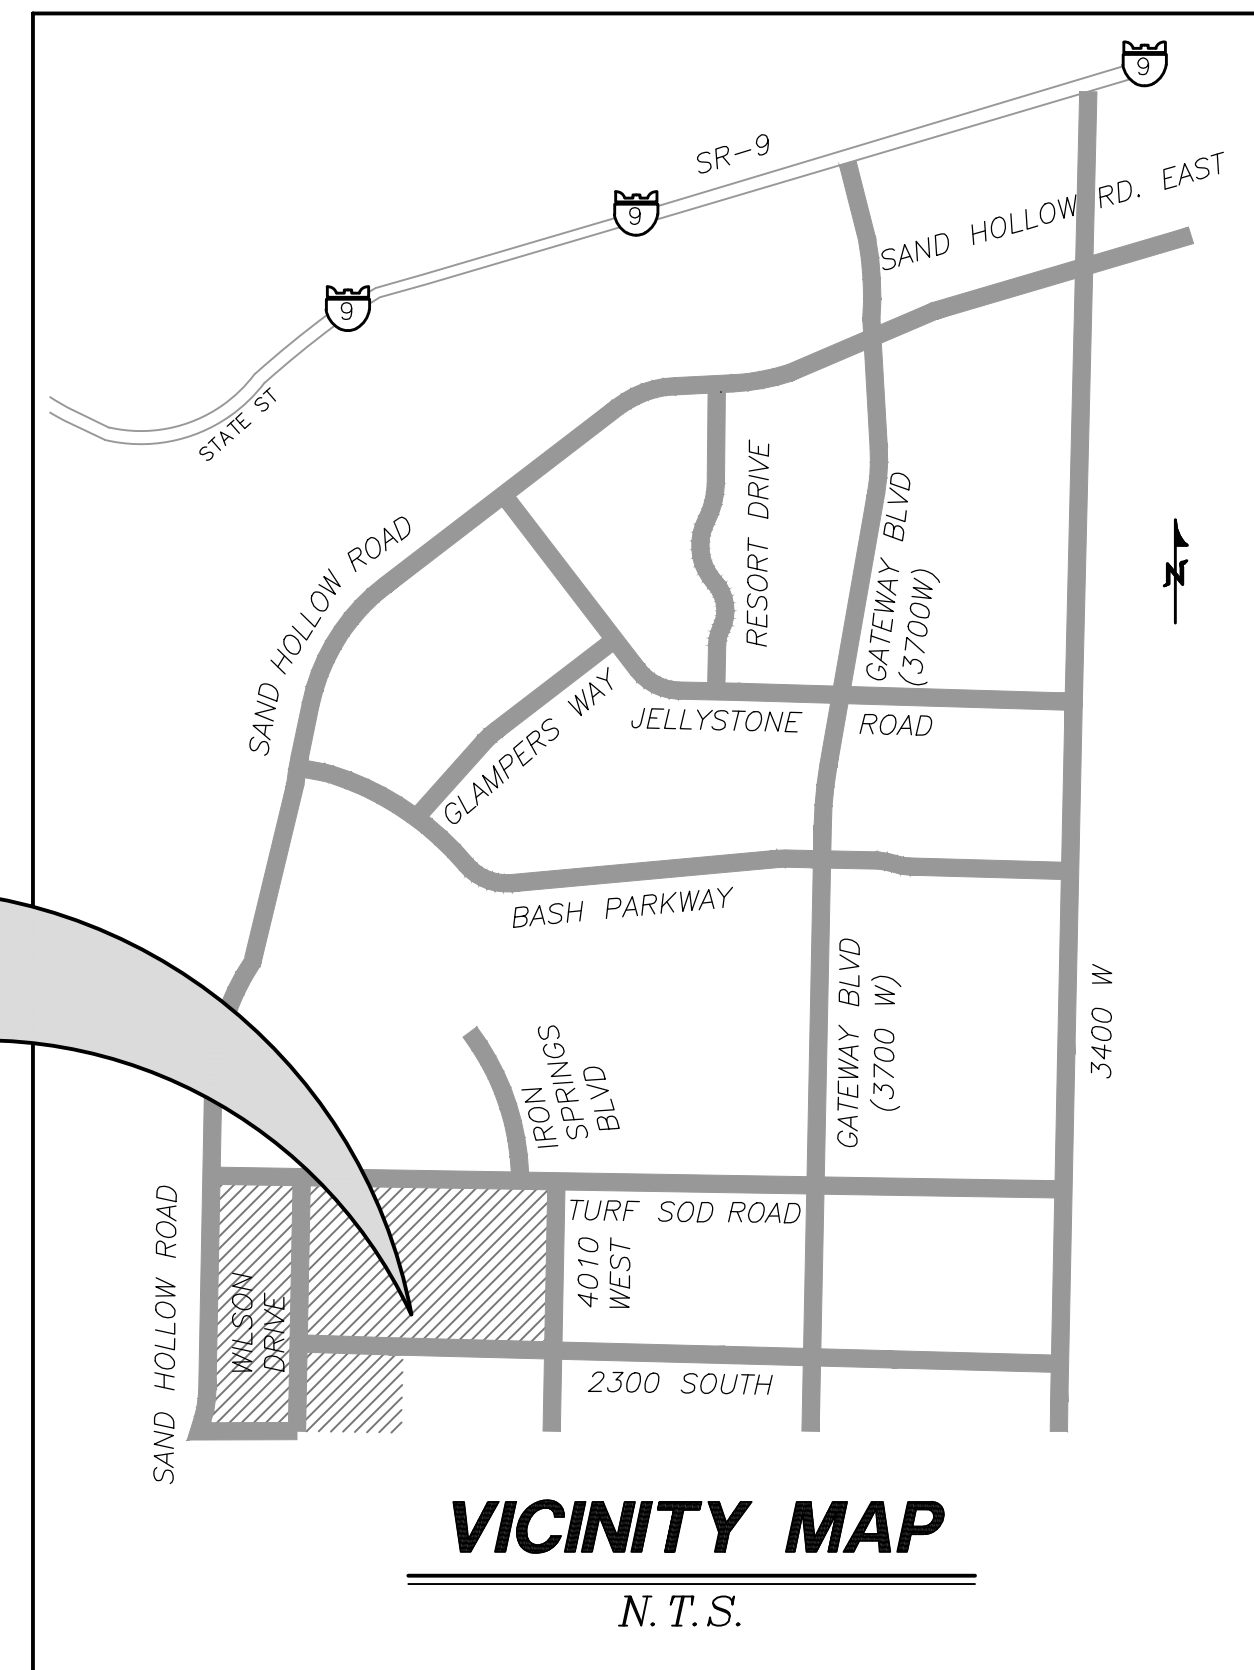 9
SR-9
SAND HOLLOW RD. EAST
9
9
STATE ST
SAND HOLLOW ROAD
RESORT DRIVE
GATEWAY BLVD
(3700W)
N
GLAMPERS WAY
JELLYSTONE ROAD
BASH PARKWAY
GATEWAY BLVD
(3700 W)
3400 W
IRON
SPRINGS
BLVD
SAND HOLLOW ROAD
TURF SOD ROAD
4010
WEST
WILSON
DRIVE
2300 SOUTH
VICINITY MAP
N.T.S.